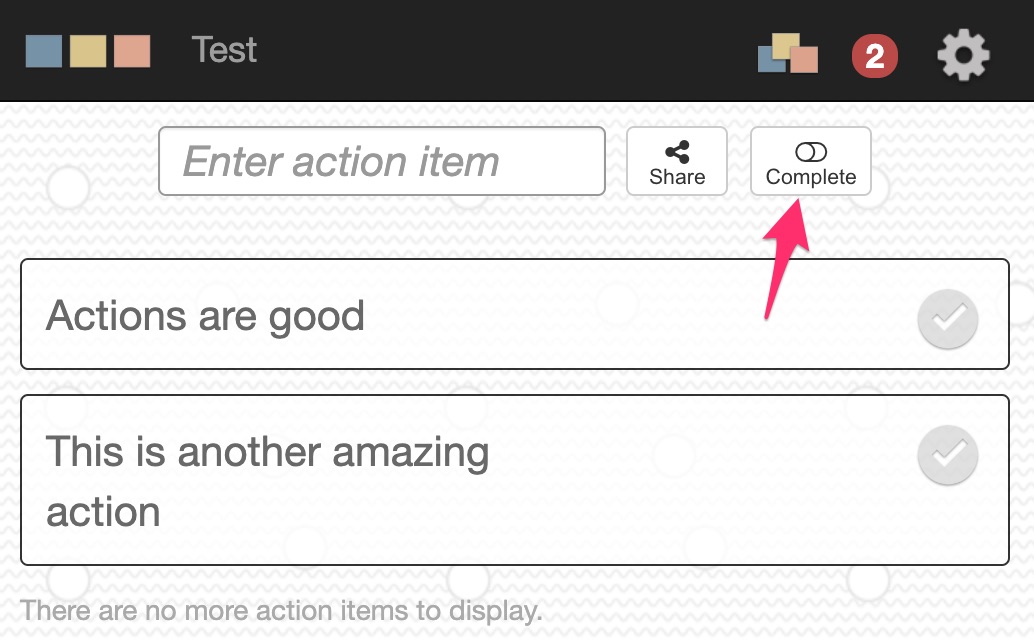 Test
2
Enter action item
Share
Complete
Actions are good
This is another amazing
action
There are no more action items to display.